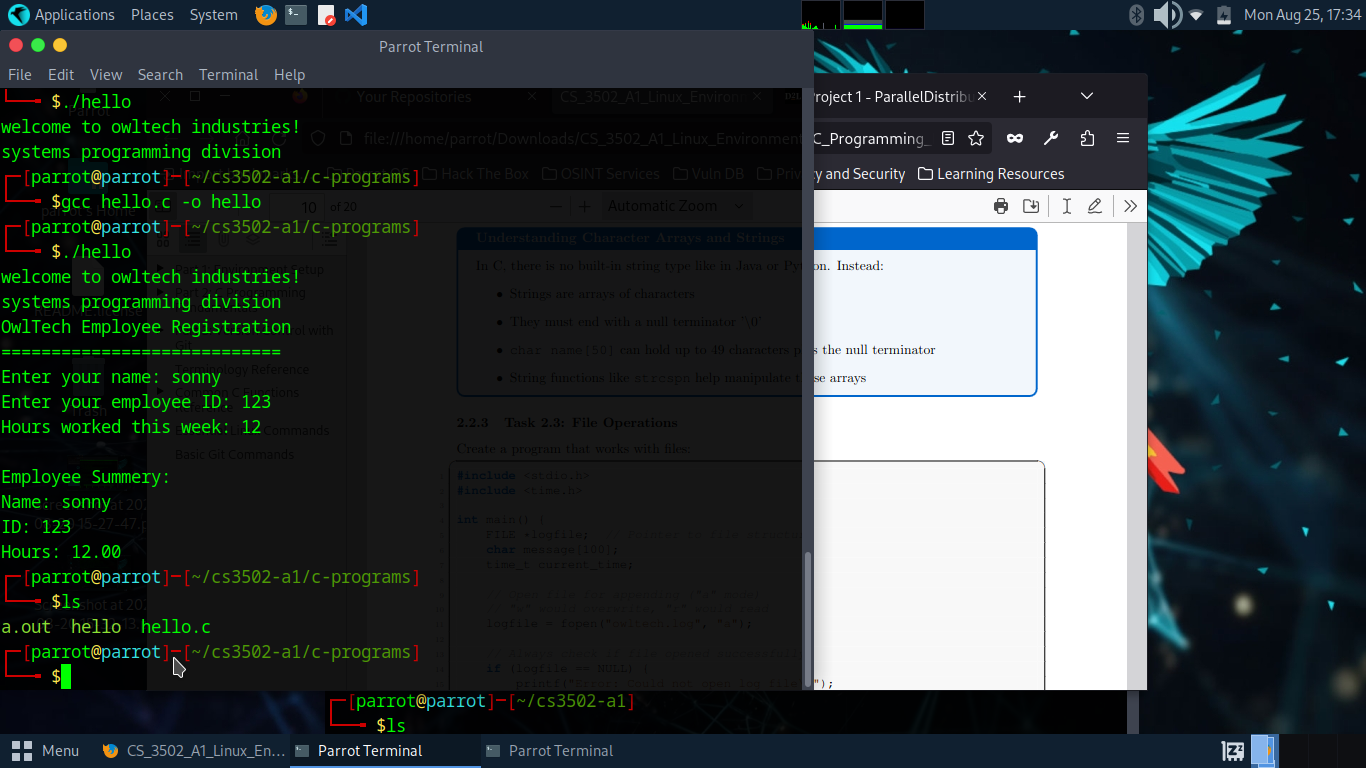 Applications Places System
Mon Aug 25, 17:34
Parrot Terminal
File Edit View Search Terminal Help
$./hello
welcome to owltech industries!
systems programming division
[parrot@parrot]-[~/cs3502-a1/c-programs]
$gcc hello.c -o hello
[parrot@parrot]-[~/cs3502-a1/c-programs]
$./hello
welcome to owltech industries!
systems programming division
OwlTech Employee Registration
============================
Enter your name: sonny
Enter your employee ID: 123
Hours worked this week: 12
Employee Summery:
Name: sonny
ID: 123
Hours: 12.00
[parrot@parrot]-[~/cs3502-a1/c-programs]
$ls
a.out hello hello.c
[parrot@parrot]-[~/cs3502-a1/c-programs]
$
Your Repositories
CS_3502_A1_Linux_Environ
roject 1 - ParallelDistribu
file:///home/parrot/Downloads/CS_3502_A1_Linux_Environment
C_Programming_
Hack The Box OSINT Services Vuln DB Privacy and Security Learning Resources
10 of 20 Automatic Zoom
Understanding Character Arrays and Strings
In C, there is no built-in string type like in Java or Python. Instead:
• Strings are arrays of characters
• They must end with a null terminator '\0'
• char name[50] can hold up to 49 characters plus the null terminator
• String functions like strcspn help manipulate these arrays
2.2.3 Task 2.3: File Operations
Create a program that works with files:
#include <stdio.h>
#include <time.h>
int main() {
FILE *logfile;
char message[100];
time_t current_time;
logfile = fopen("owltech.log", "a");
if (logfile == NULL) {
printf("Error: Could not open log file
");
Terminology Reference
Basic Git Commands
[parrot@parrot]-[~/cs3502-a1]
$ls
Menu CS_3502_A1_Linux_En... Parrot Terminal Parrot Terminal